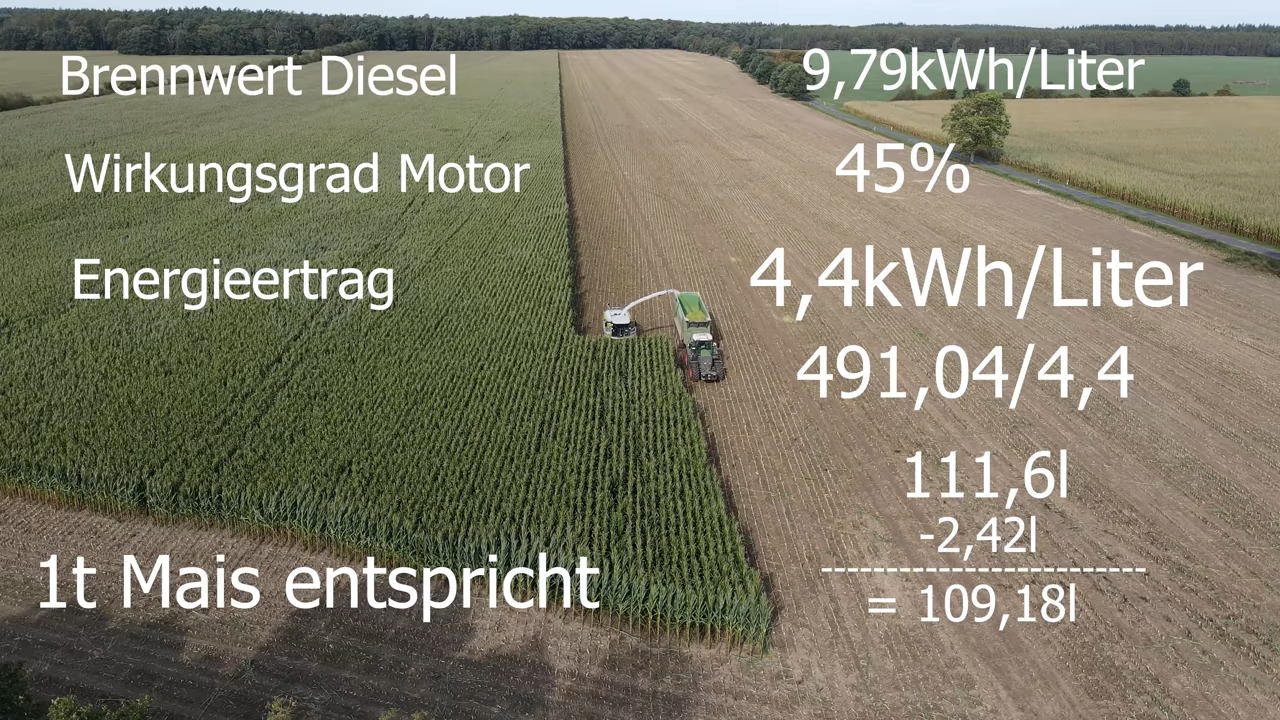 Brennwert Diesel 9,79kWh/Liter
Wirkungsgrad Motor 45%
Energieertrag 4,4kWh/Liter
491,04/4,4
111,6l
-2,42l
-------------------------
1t Mais entspricht = 109,18l